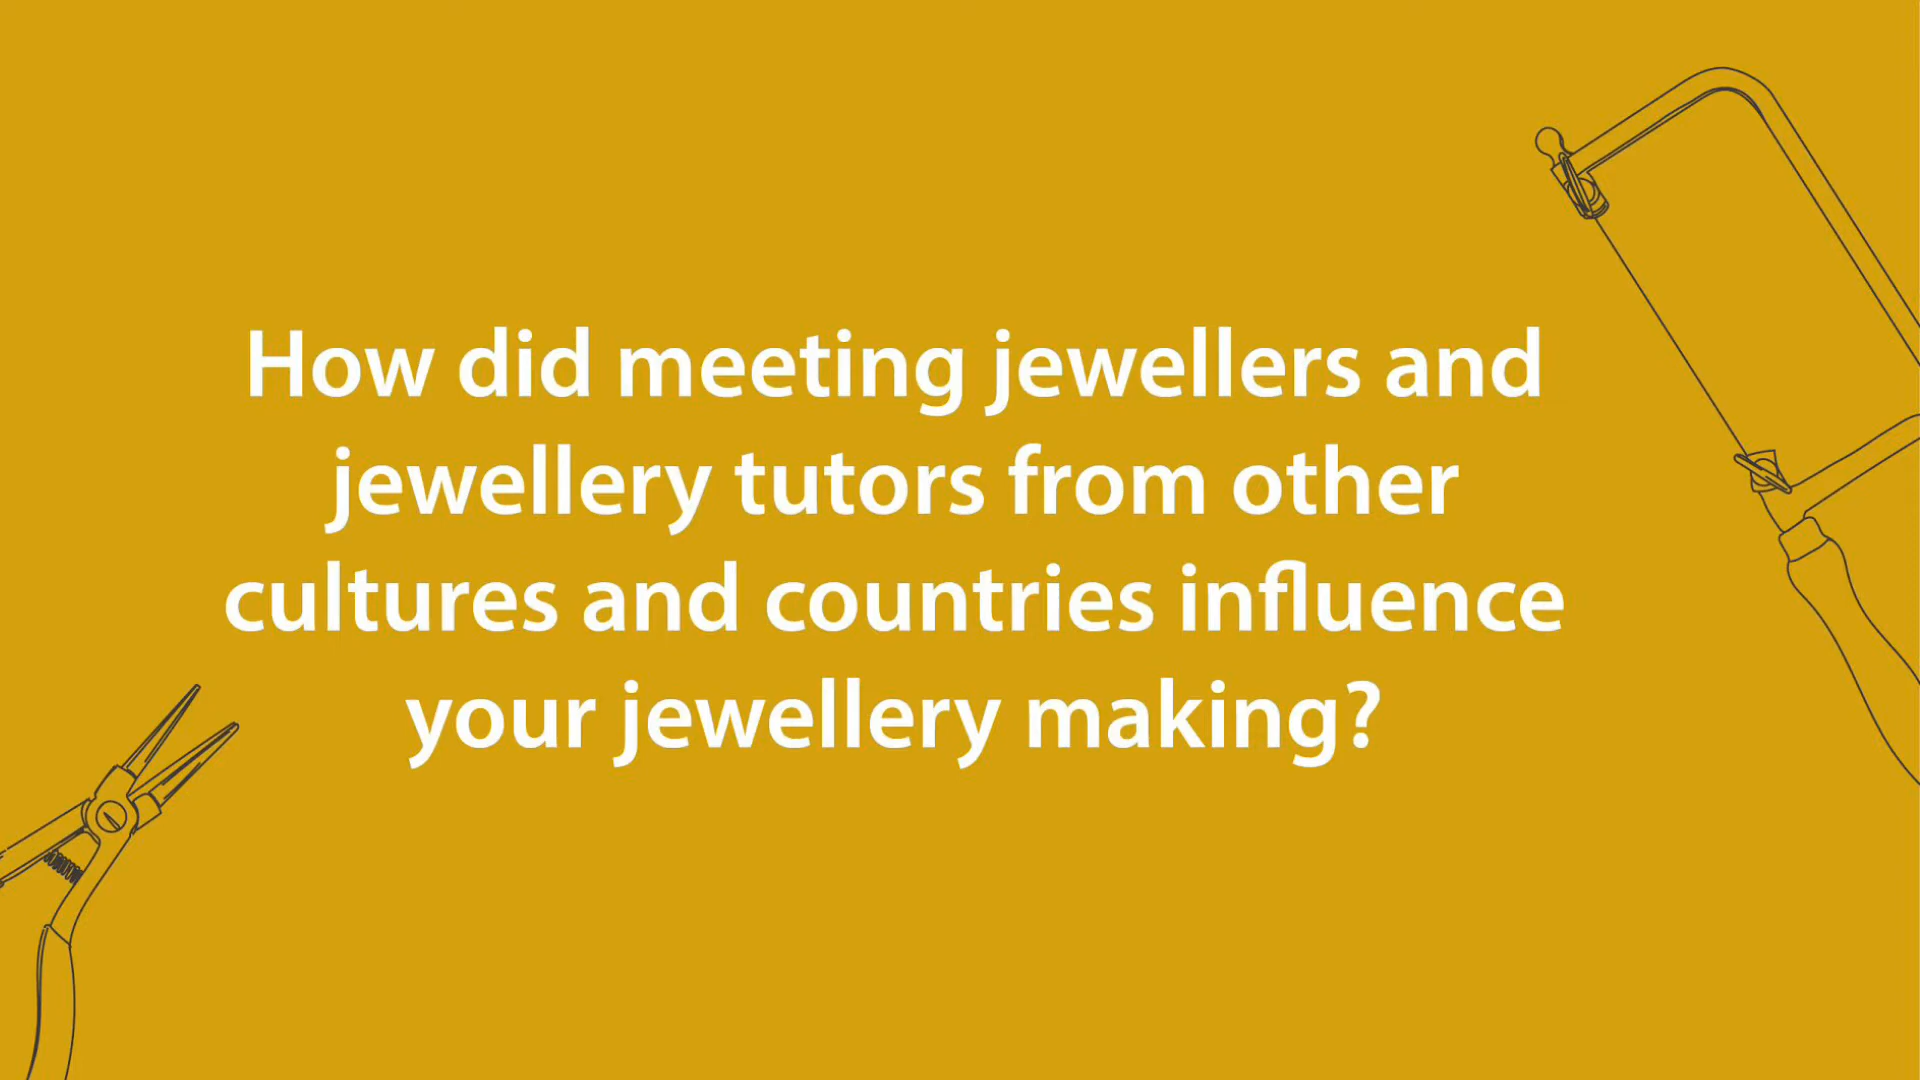 How did meeting jewellers and
jewellery tutors from other
cultures and countries influence
your jewellery making?